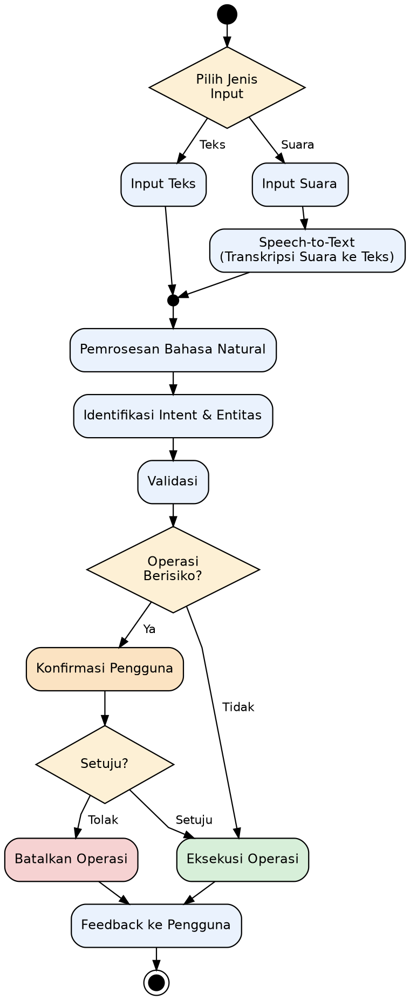 Pilih Jenis
Input
Teks
Suara
Input Teks
Input Suara
Speech-to-Text
(Transkripsi Suara ke Teks)
Pemrosesan Bahasa Natural
Identifikasi Intent & Entitas
Validasi
Operasi
Berisiko?
Ya
Konfirmasi Pengguna
Tidak
Setuju?
Tolak
Setuju
Batalkan Operasi
Eksekusi Operasi
Feedback ke Pengguna